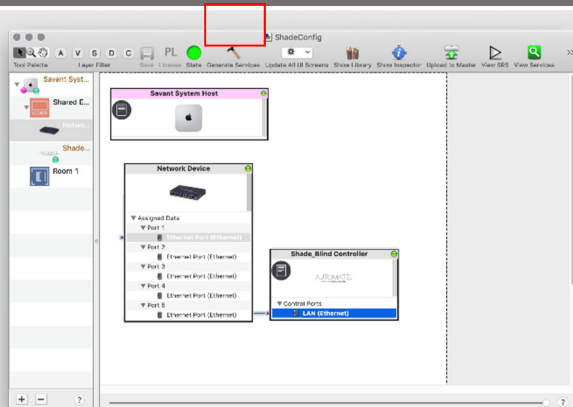 ShadeConfig
A V S D C PL
Tool Palette Layer Filter Save License State Generate Services Update All UI Screens Show Library Show Inspector Upload to Master View SRS View Services
Savant Syst...
Shared E...
Netwo...
Shade...
Room 1
Savant System Host
Network Device
Assigned Data
Port 1
Ethernet Port (Ethernet)
Port 2
Ethernet Port (Ethernet)
Port 3
Ethernet Port (Ethernet)
Port 4
Ethernet Port (Ethernet)
Port 5
Ethernet Port (Ethernet)
Shade_Blind Controller
AUTOMATE
Control Ports
LAN (Ethernet)
+ − ?
?